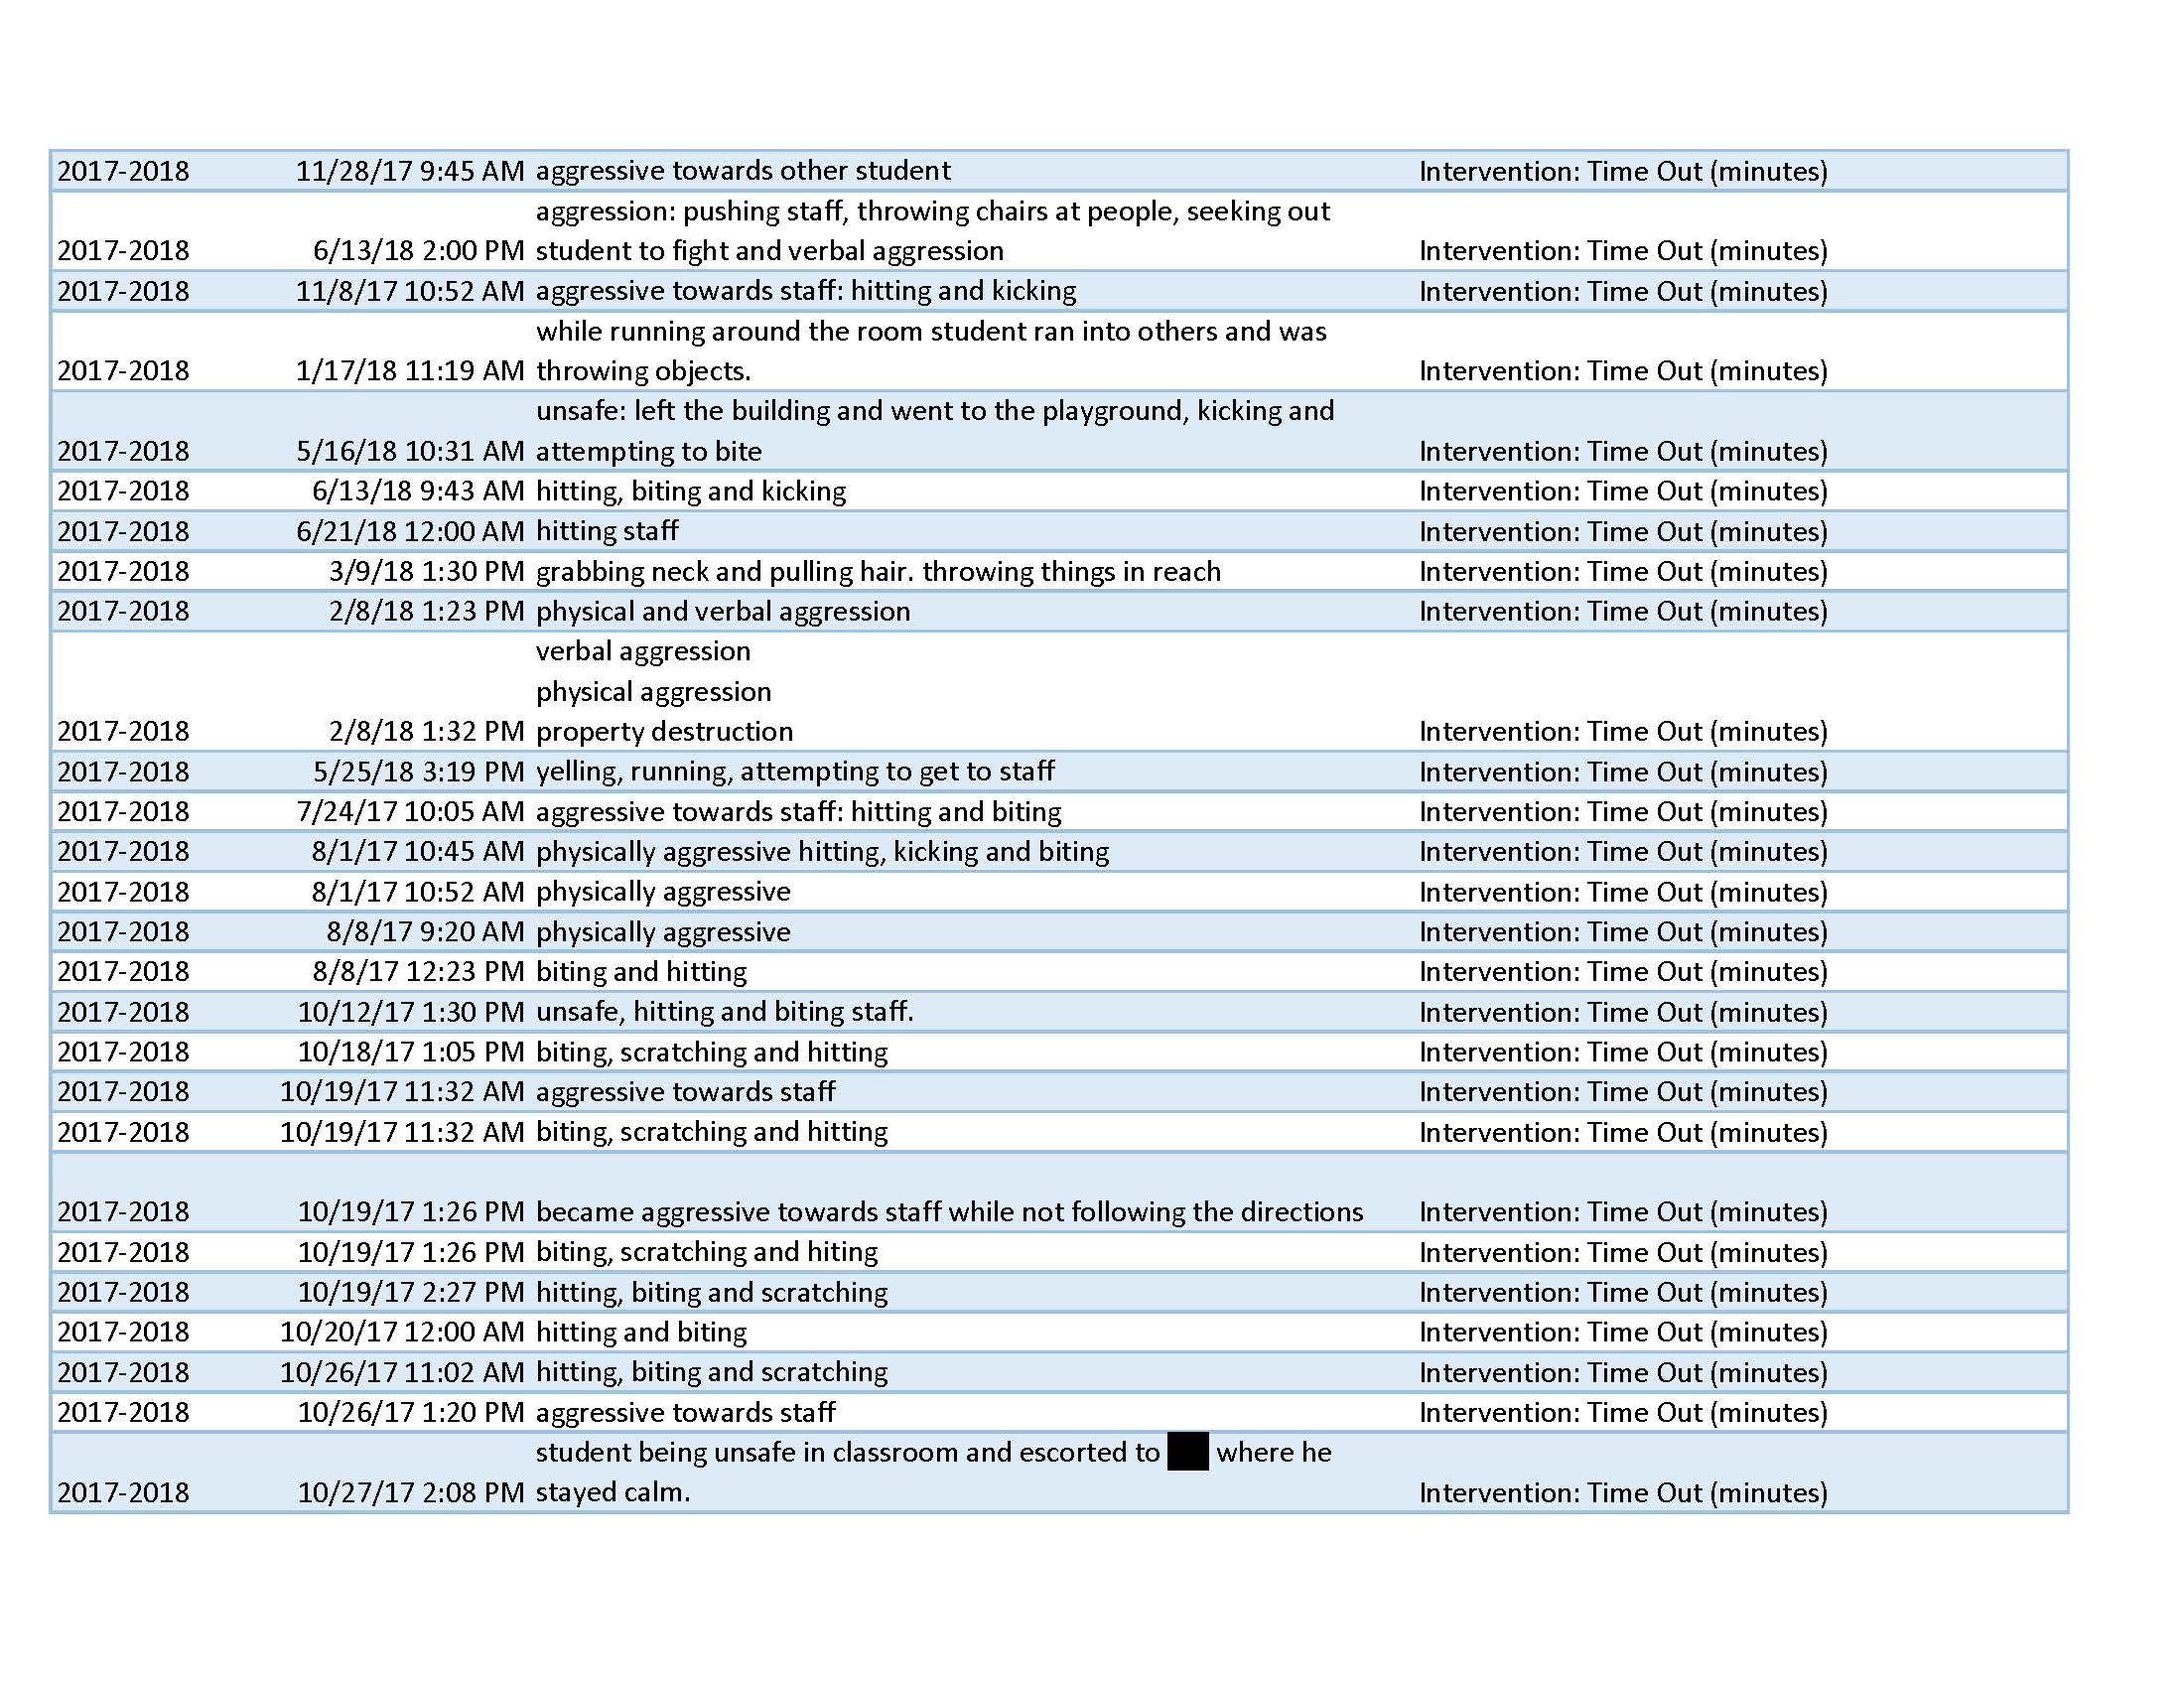 2017-2018 11/28/17 9:45 AM aggressive towards other student Intervention: Time Out (minutes)
aggression: pushing staff, throwing chairs at people, seeking out
2017-2018 6/13/18 2:00 PM student to fight and verbal aggression Intervention: Time Out (minutes)
2017-2018 11/8/17 10:52 AM aggressive towards staff: hitting and kicking Intervention: Time Out (minutes)
while running around the room student ran into others and was
2017-2018 1/17/18 11:19 AM throwing objects. Intervention: Time Out (minutes)
unsafe: left the building and went to the playground, kicking and
2017-2018 5/16/18 10:31 AM attempting to bite Intervention: Time Out (minutes)
2017-2018 6/13/18 9:43 AM hitting, biting and kicking Intervention: Time Out (minutes)
2017-2018 6/21/18 12:00 AM hitting staff Intervention: Time Out (minutes)
2017-2018 3/9/18 1:30 PM grabbing neck and pulling hair. throwing things in reach Intervention: Time Out (minutes)
2017-2018 2/8/18 1:23 PM physical and verbal aggression Intervention: Time Out (minutes)
verbal aggression
physical aggression
2017-2018 2/8/18 1:32 PM property destruction Intervention: Time Out (minutes)
2017-2018 5/25/18 3:19 PM yelling, running, attempting to get to staff Intervention: Time Out (minutes)
2017-2018 7/24/17 10:05 AM aggressive towards staff: hitting and biting Intervention: Time Out (minutes)
2017-2018 8/1/17 10:45 AM physically aggressive hitting, kicking and biting Intervention: Time Out (minutes)
2017-2018 8/1/17 10:52 AM physically aggressive Intervention: Time Out (minutes)
2017-2018 8/8/17 9:20 AM physically aggressive Intervention: Time Out (minutes)
2017-2018 8/8/17 12:23 PM biting and hitting Intervention: Time Out (minutes)
2017-2018 10/12/17 1:30 PM unsafe, hitting and biting staff. Intervention: Time Out (minutes)
2017-2018 10/18/17 1:05 PM biting, scratching and hitting Intervention: Time Out (minutes)
2017-2018 10/19/17 11:32 AM aggressive towards staff Intervention: Time Out (minutes)
2017-2018 10/19/17 11:32 AM biting, scratching and hitting Intervention: Time Out (minutes)
2017-2018 10/19/17 1:26 PM became aggressive towards staff while not following the directions Intervention: Time Out (minutes)
2017-2018 10/19/17 1:26 PM biting, scratching and hiting Intervention: Time Out (minutes)
2017-2018 10/19/17 2:27 PM hitting, biting and scratching Intervention: Time Out (minutes)
2017-2018 10/20/17 12:00 AM hitting and biting Intervention: Time Out (minutes)
2017-2018 10/26/17 11:02 AM hitting, biting and scratching Intervention: Time Out (minutes)
2017-2018 10/26/17 1:20 PM aggressive towards staff Intervention: Time Out (minutes)
student being unsafe in classroom and escorted to where he
2017-2018 10/27/17 2:08 PM stayed calm. Intervention: Time Out (minutes)